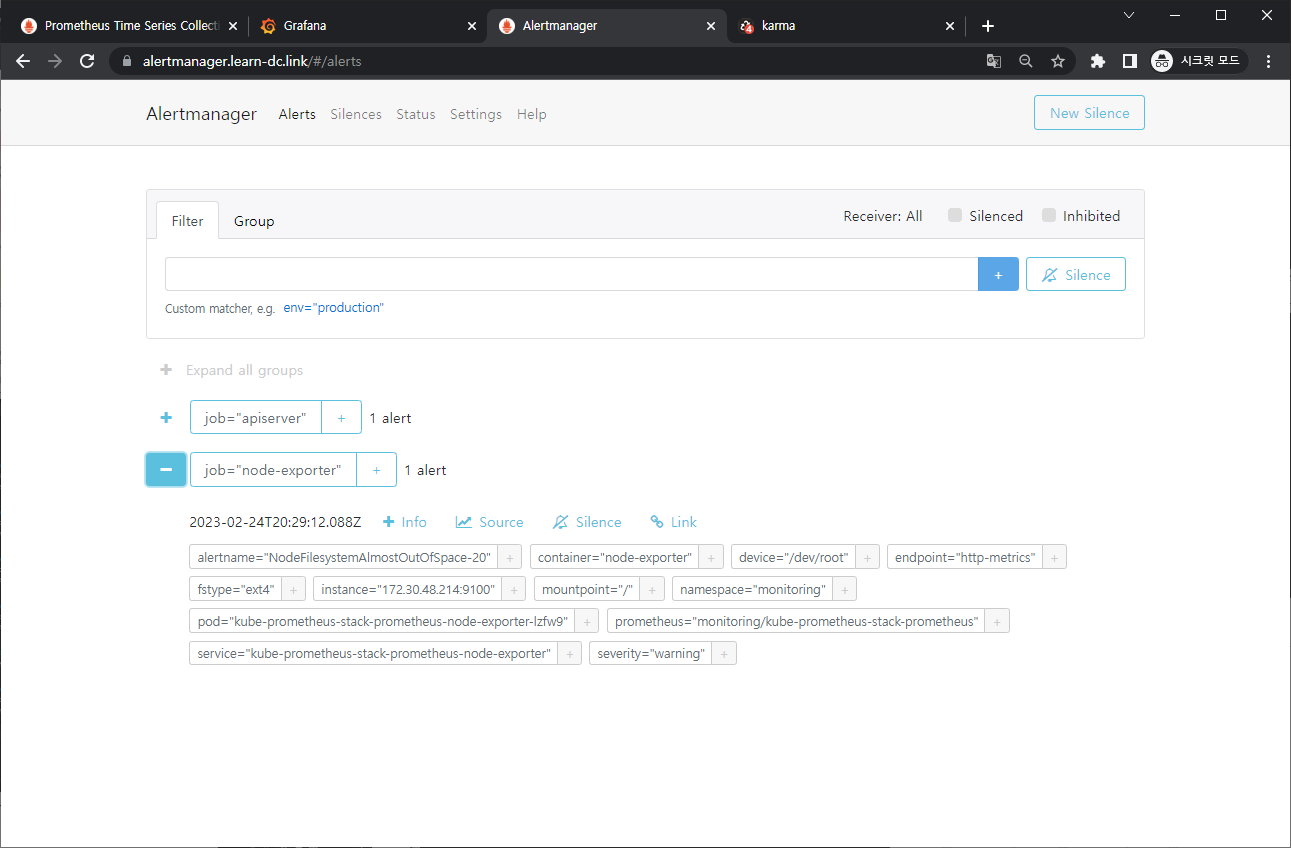 Prometheus Time Series Collecti
Grafana
Alertmanager
4 karma
alertmanager.learn-dc.link/#/alerts
시크릿 모드
Alertmanager Alerts Silences Status Settings Help New Silence
Filter Group Receiver: All Silenced Inhibited
+ Silence
Custom matcher, e.g. env="production"
+ Expand all groups
+ job="apiserver" + 1 alert
− job="node-exporter" + 1 alert
2023-02-24T20:29:12.088Z + Info Source Silence Link
alertname="NodeFilesystemAlmostOutOfSpace-20" + container="node-exporter" + device="/dev/root" + endpoint="http-metrics" +
fstype="ext4" + instance="172.30.48.214:9100" + mountpoint="/" + namespace="monitoring" +
pod="kube-prometheus-stack-prometheus-node-exporter-lzfw9" + prometheus="monitoring/kube-prometheus-stack-prometheus" +
service="kube-prometheus-stack-prometheus-node-exporter" + severity="warning" +